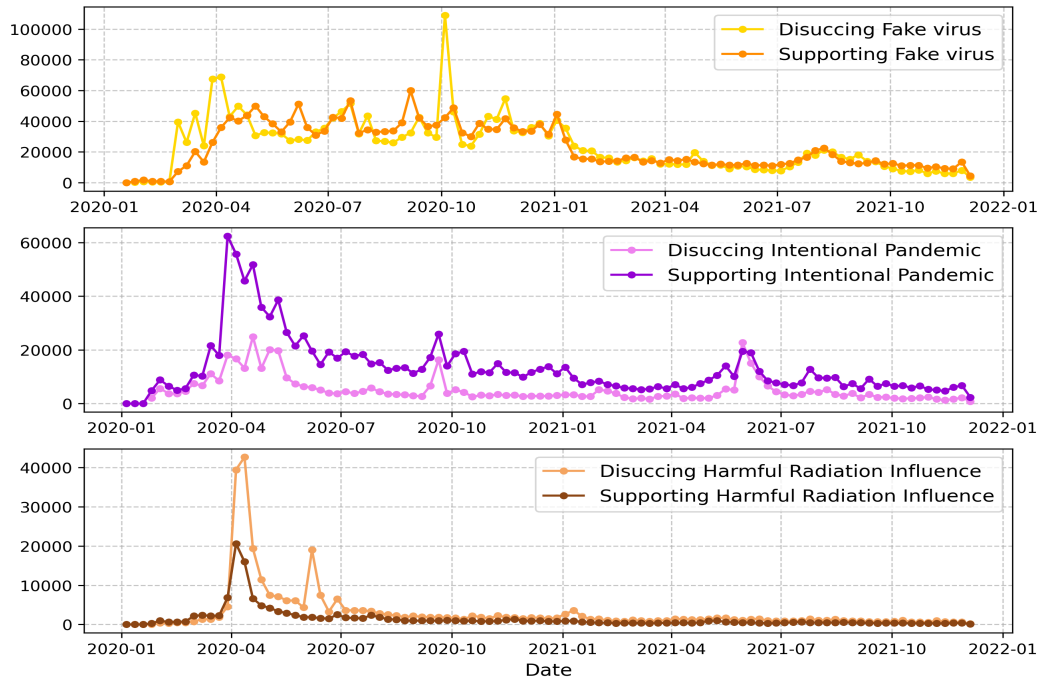 100000
80000
60000
40000
20000
0
Disuccing Fake virus
Supporting Fake virus
2020-01 2020-04 2020-07 2020-10 2021-01 2021-04 2021-07 2021-10 2022-01
60000
40000
20000
0
Disuccing Intentional Pandemic
Supporting Intentional Pandemic
2020-01 2020-04 2020-07 2020-10 2021-01 2021-04 2021-07 2021-10 2022-01
40000
30000
20000
10000
0
Disuccing Harmful Radiation Influence
Supporting Harmful Radiation Influence
2020-01 2020-04 2020-07 2020-10 2021-01 2021-04 2021-07 2021-10 2022-01
Date